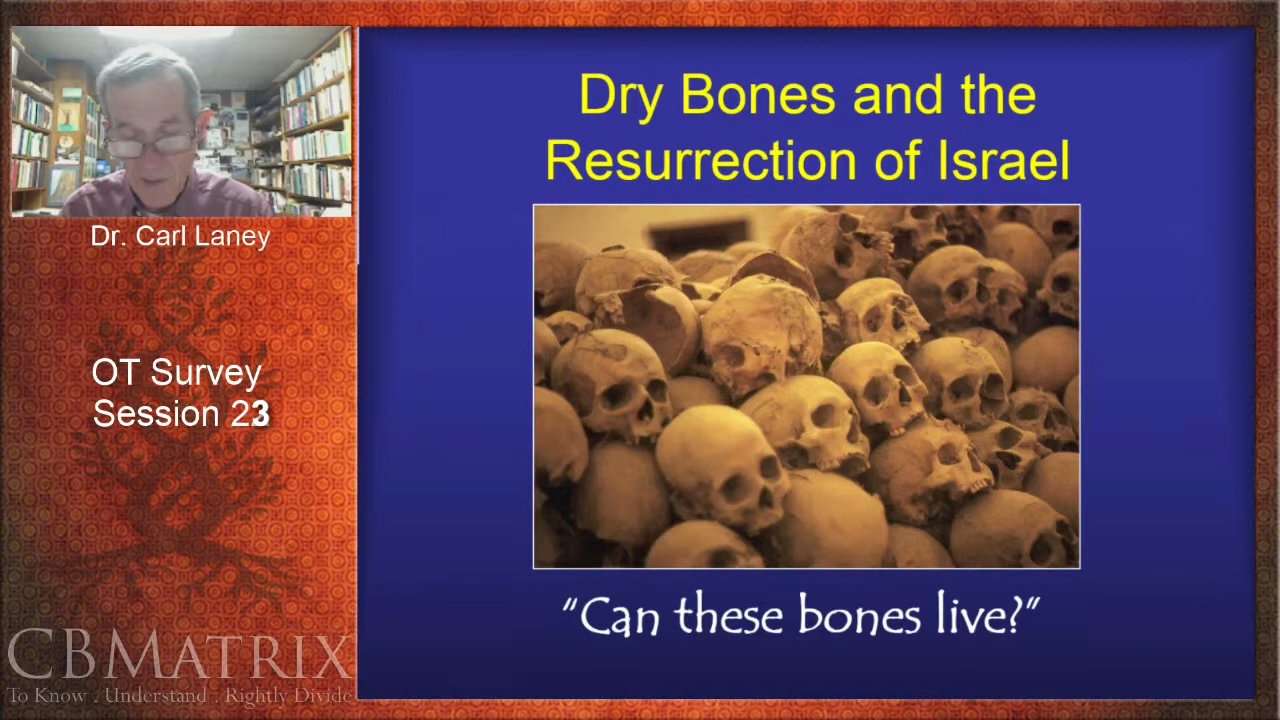 Dry Bones and the
Resurrection of Israel
Dr. Carl Laney
OT Survey
Session 23
"Can these bones live?"
CBMATRIX
To Know . Understand . Rightly Divide